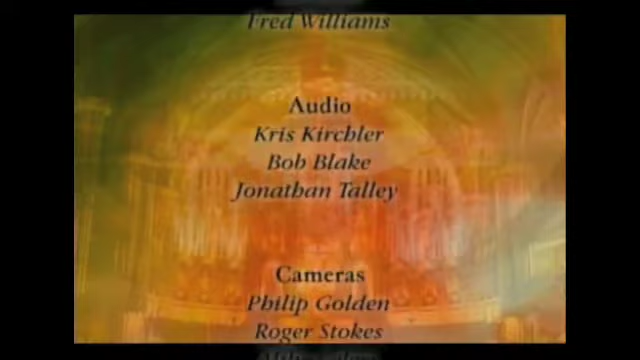 Fred Williams
Audio
Kris Kirchler
Bob Blake
Jonathan Talley
Cameras
Philip Golden
Roger Stokes